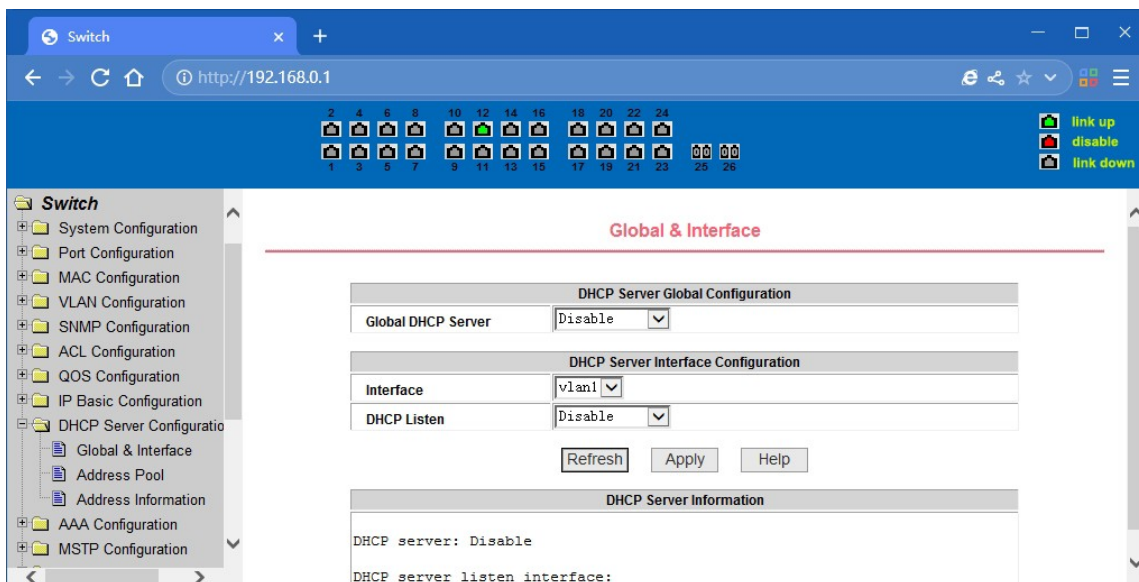 Switch
http://192.168.0.1
2 4 6 8 10 12 14 16 18 20 22 24
1 3 5 7 9 11 13 15 17 19 21 23 25 26
link up
disable
link down
Switch
System Configuration
Port Configuration
MAC Configuration
VLAN Configuration
SNMP Configuration
ACL Configuration
QOS Configuration
IP Basic Configuration
DHCP Server Configuratio
Global & Interface
Address Pool
Address Information
AAA Configuration
MSTP Configuration
Global & Interface
DHCP Server Global Configuration
Global DHCP Server Disable
DHCP Server Interface Configuration
Interface vlan1
DHCP Listen Disable
Refresh Apply Help
DHCP Server Information
DHCP server: Disable
DHCP server listen interface: